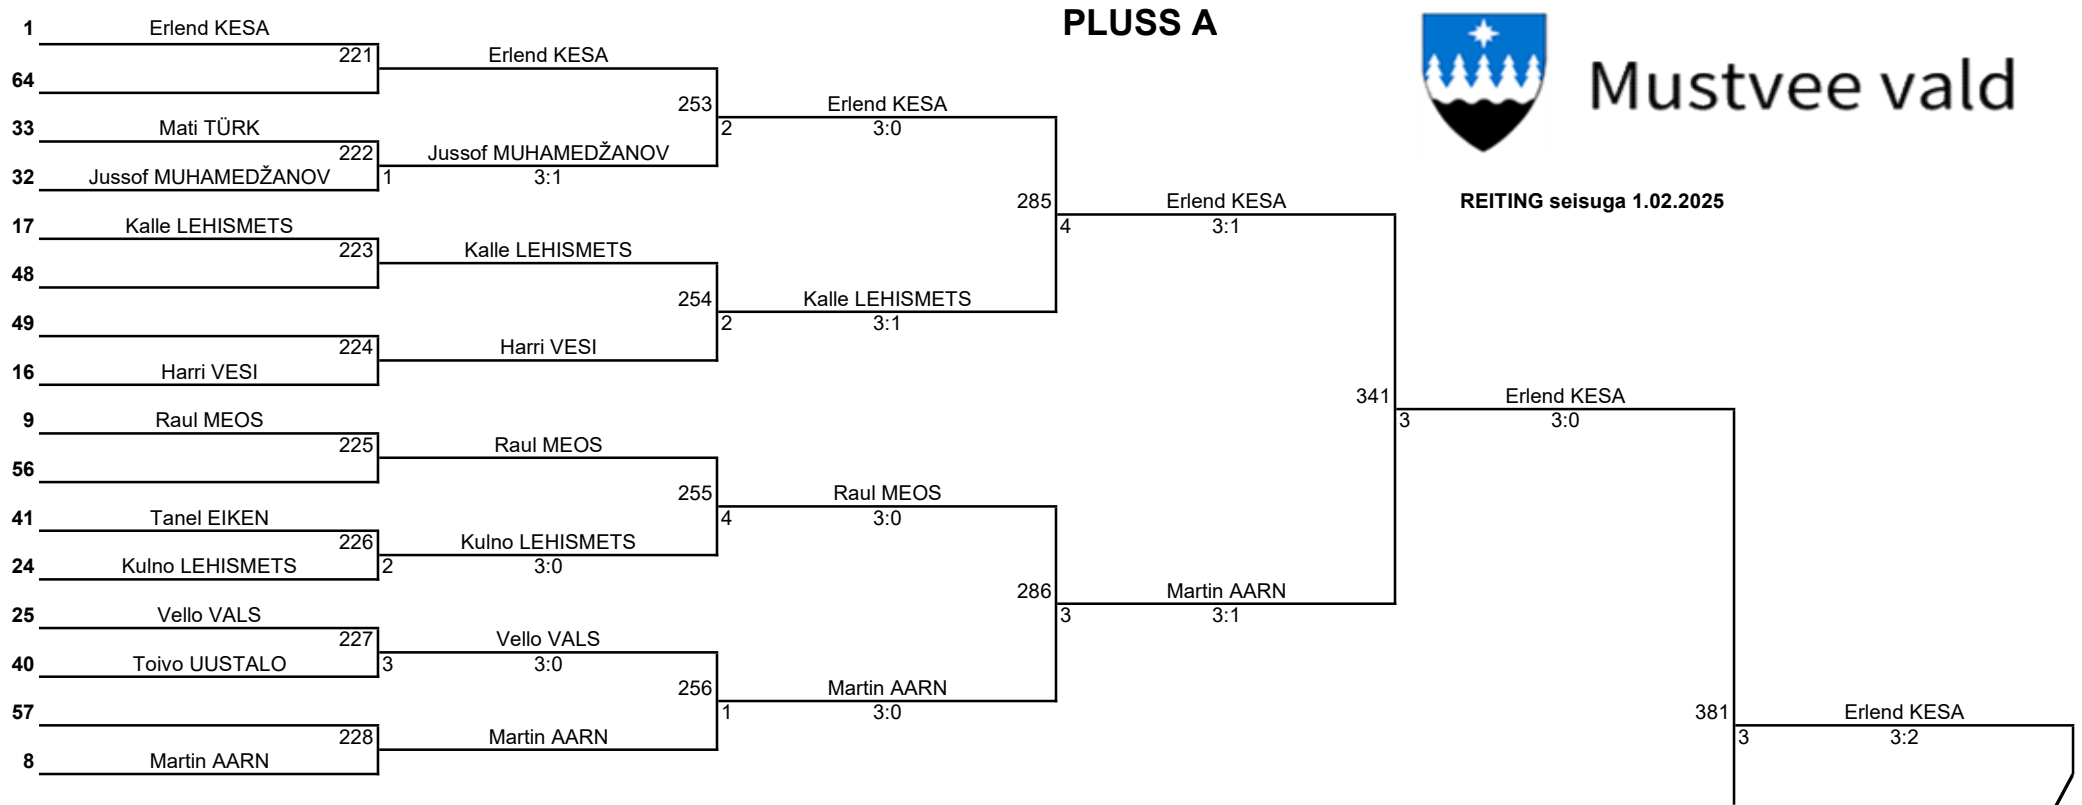 PLUSS A
Mustvee vald
REITING seisuga 1.02.2025
1 Erlend KESA
221 Erlend KESA
64
253 Erlend KESA
2 3:0
33 Mati TÜRK
222 Jussof MUHAMEDŽANOV
32 Jussof MUHAMEDŽANOV 1 3:1
285 Erlend KESA
4 3:1
17 Kalle LEHISMETS
223 Kalle LEHISMETS
48
254 Kalle LEHISMETS
2 3:1
49
224 Harri VESI
16 Harri VESI
341 Erlend KESA
3 3:0
9 Raul MEOS
225 Raul MEOS
56
255 Raul MEOS
4 3:0
41 Tanel EIKEN
226 Kulno LEHISMETS
24 Kulno LEHISMETS 2 3:0
286 Martin AARN
3 3:1
25 Vello VALS
227 Vello VALS
40 Toivo UUSTALO 3 3:0
256 Martin AARN
1 3:0
57
228 Martin AARN
8 Martin AARN
381 Erlend KESA
3 3:2